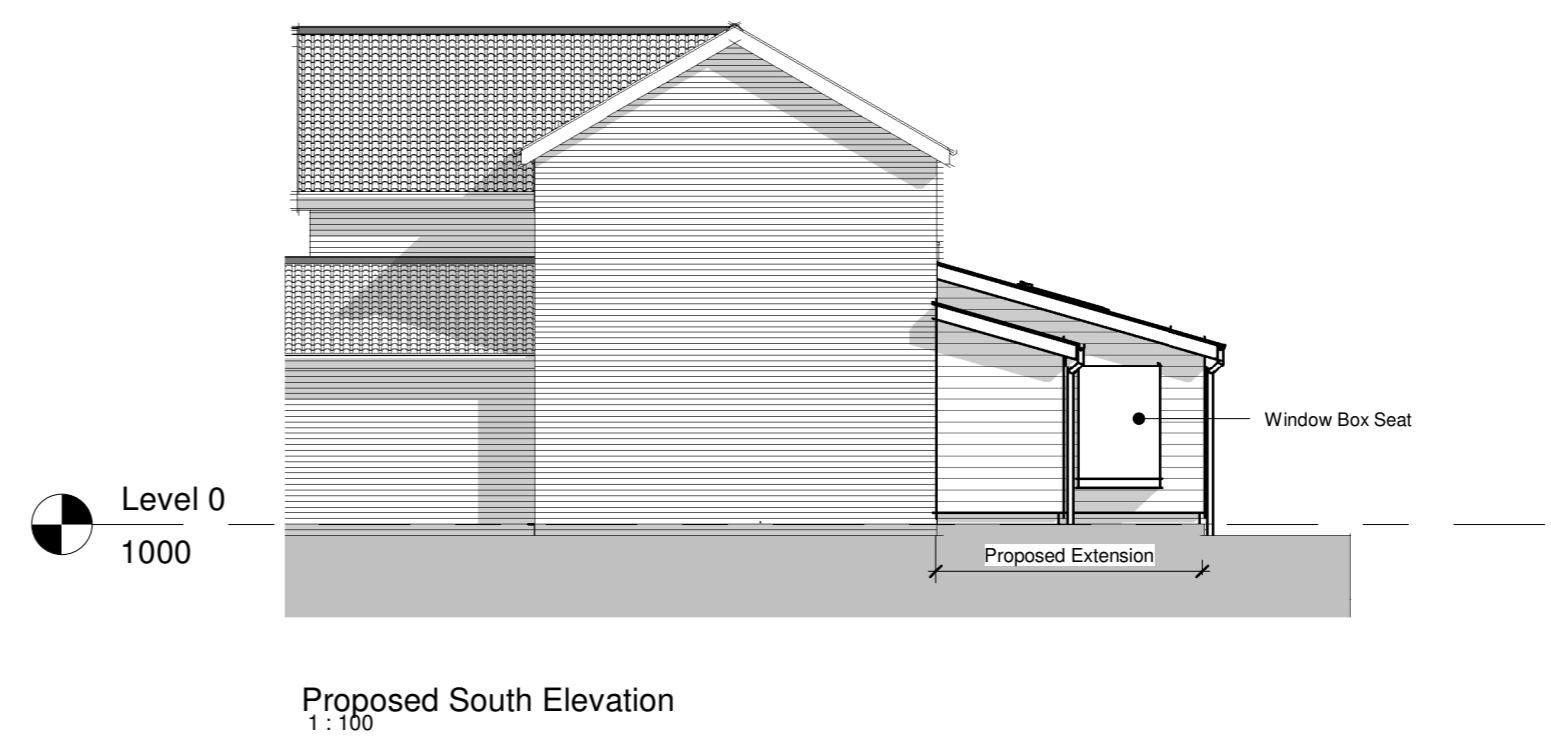 Window Box Seat
Level 0
1000
Proposed Extension
Proposed South Elevation
1 : 100